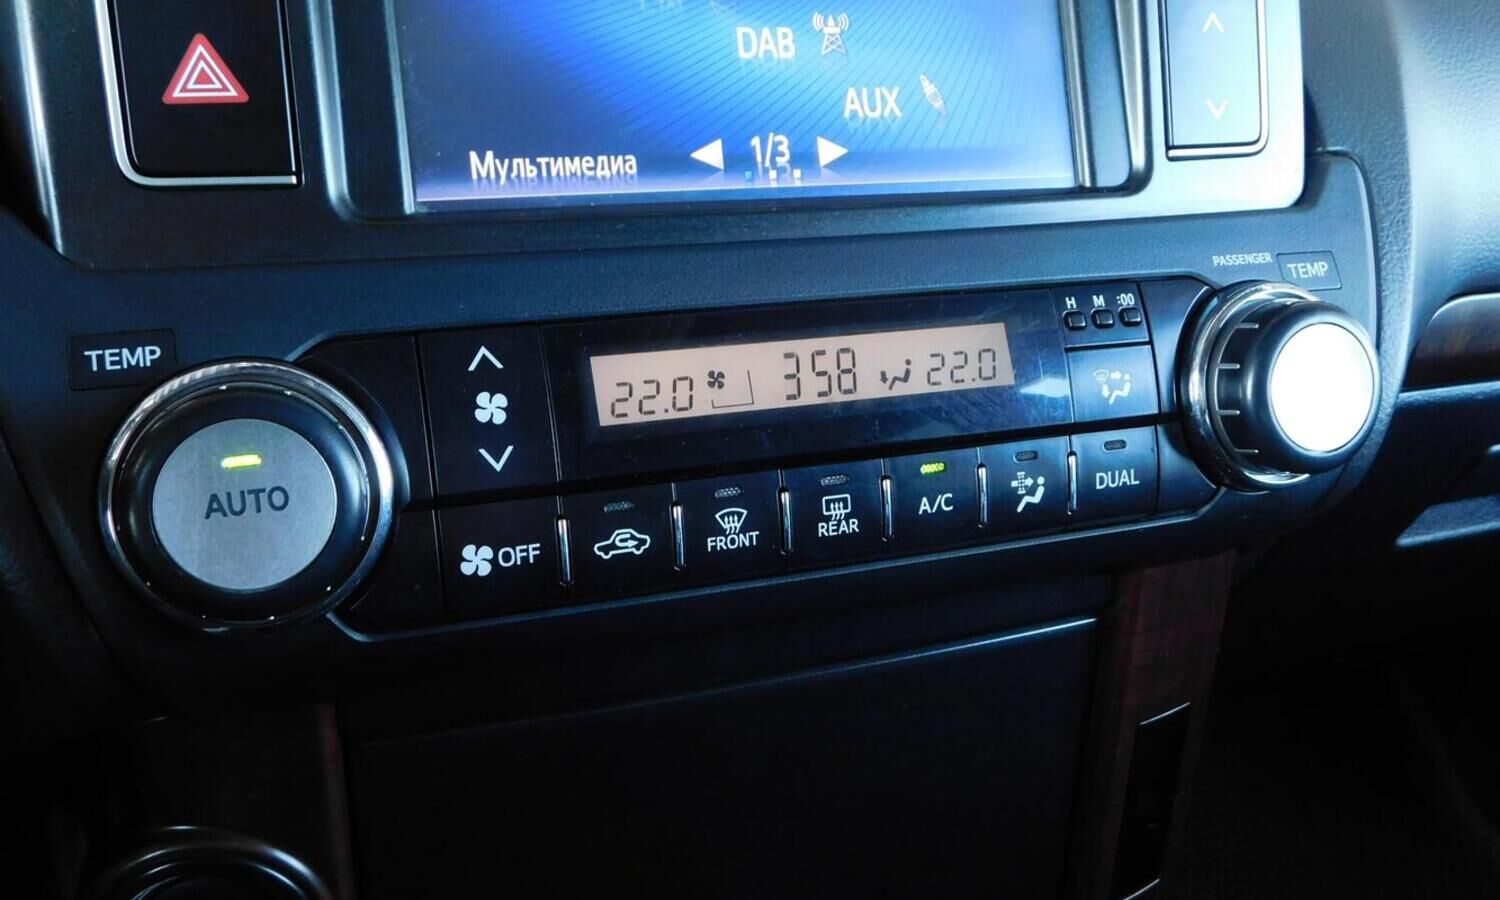 DAB
AUX
Мультимедиа
1/3
PASSENGER TEMP
H M :00
TEMP
22.0 358 22.0
AUTO
OFF
FRONT
REAR
A/C
DUAL